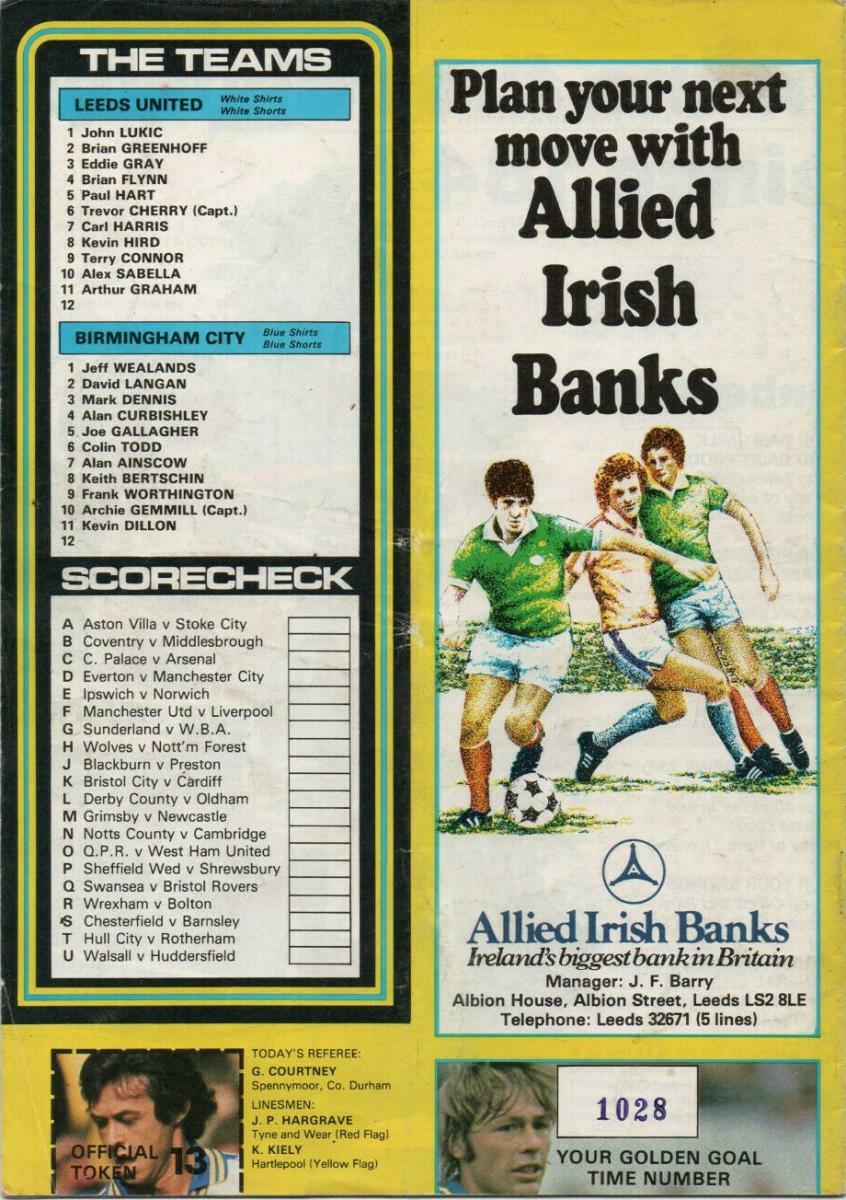 THE TEAMS
LEEDS UNITED White Shirts
White Shorts
1 John LUKIC
2 Brian GREENHOFF
3 Eddie GRAY
4 Brian FLYNN
5 Paul HART
6 Trevor CHERRY (Capt.)
7 Carl HARRIS
8 Kevin HIRD
9 Terry CONNOR
10 Alex SABELLA
11 Arthur GRAHAM
12
BIRMINGHAM CITY Blue Shirts
Blue Shorts
1 Jeff WEALANDS
2 David LANGAN
3 Mark DENNIS
4 Alan CURBISHLEY
5 Joe GALLAGHER
6 Colin TODD
7 Alan AINSCOW
8 Keith BERTSCHIN
9 Frank WORTHINGTON
10 Archie GEMMILL (Capt.)
11 Kevin DILLON
12
SCORECHECK
A Aston Villa v Stoke City
B Coventry v Middlesbrough
C C. Palace v Arsenal
D Everton v Manchester City
E Ipswich v Norwich
F Manchester Utd v Liverpool
G Sunderland v W.B.A.
H Wolves v Nott'm Forest
J Blackburn v Preston
K Bristol City v Cardiff
L Derby County v Oldham
M Grimsby v Newcastle
N Notts County v Cambridge
O Q.P.R. v West Ham United
P Sheffield Wed v Shrewsbury
Q Swansea v Bristol Rovers
R Wrexham v Bolton
S Chesterfield v Barnsley
T Hull City v Rotherham
U Walsall v Huddersfield
OFFICIAL
TOKEN 13
TODAY'S REFEREE:
G. COURTNEY
Spennymoor, Co. Durham
LINESMEN:
J. P. HARGRAVE
Tyne and Wear (Red Flag)
K. KIELY
Hartlepool (Yellow Flag)
Plan your next
move with
Allied
Irish
Banks
Allied Irish Banks
Ireland's biggest bank in Britain
Manager: J. F. Barry
Albion House, Albion Street, Leeds LS2 8LE
Telephone: Leeds 32671 (5 lines)
1028
YOUR GOLDEN GOAL
TIME NUMBER